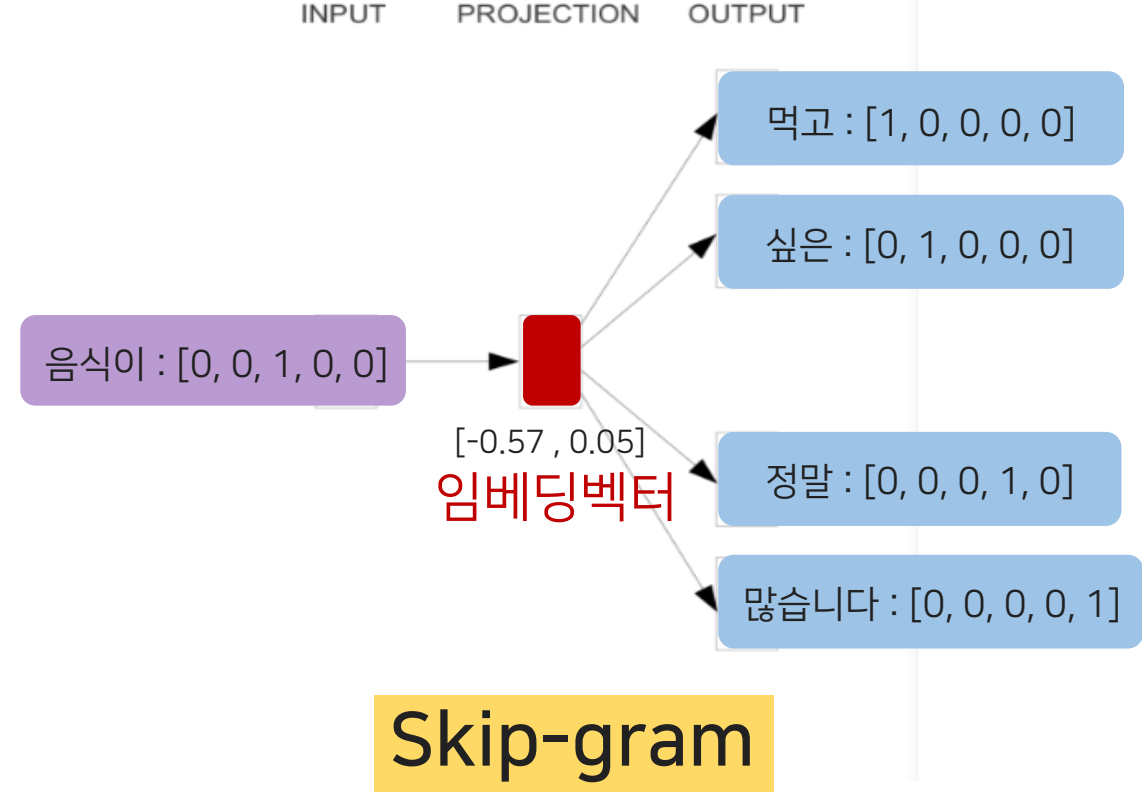 INPUT PROJECTION OUTPUT
먹고 : [1, 0, 0, 0, 0]
싶은 : [0, 1, 0, 0, 0]
음식이 : [0, 0, 1, 0, 0]
[-0.57 , 0.05]
임베딩벡터
정말 : [0, 0, 0, 1, 0]
많습니다 : [0, 0, 0, 0, 1]
Skip-gram